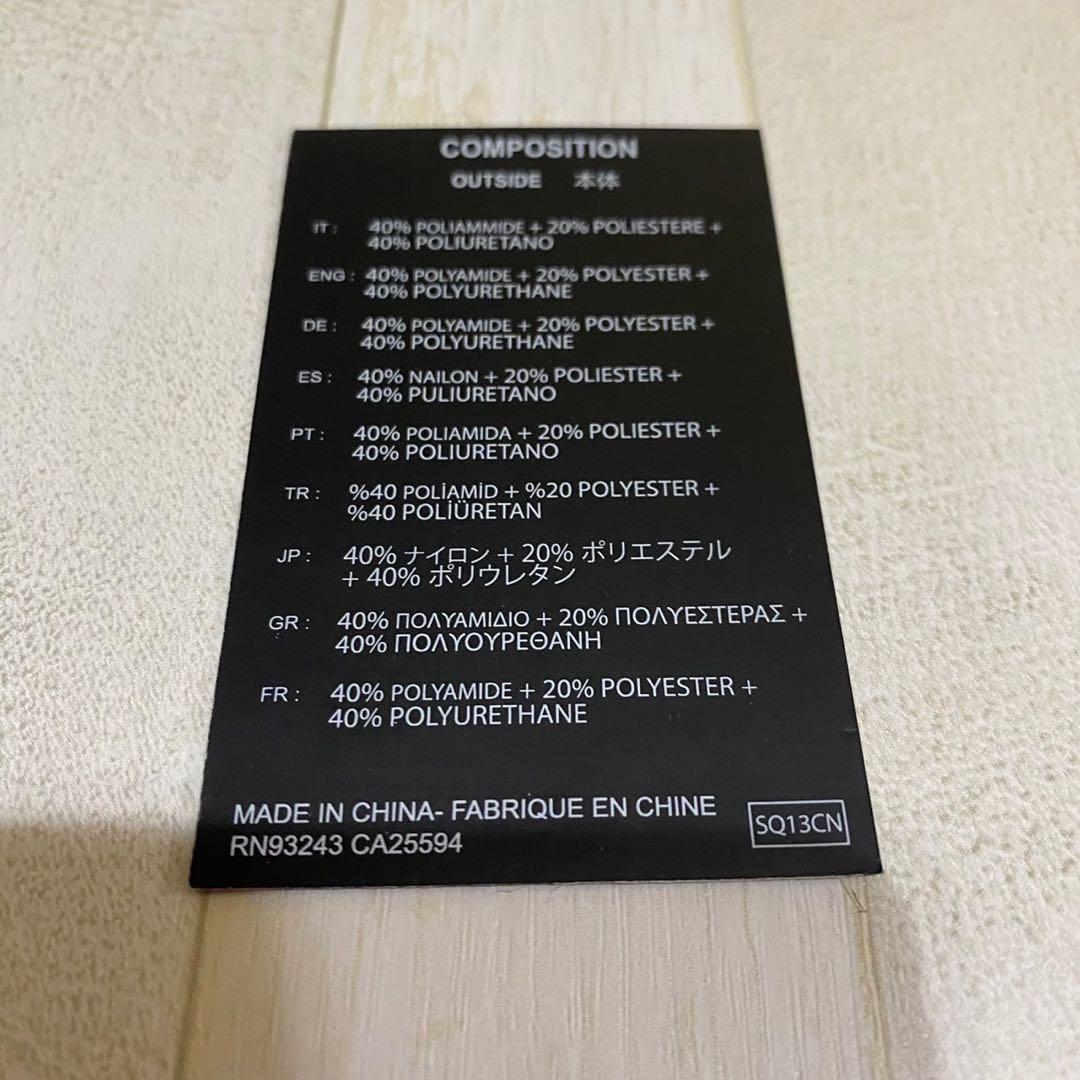 COMPOSITION
OUTSIDE 本体
IT : 40% POLIAMMIDE + 20% POLIESTERE +
40% POLIURETANO
ENG : 40% POLYAMIDE + 20% POLYESTER +
40% POLYURETHANE
DE : 40% POLYAMIDE + 20% POLYESTER +
40% POLYURETHANE
ES : 40% NAILON + 20% POLIESTER +
40% PULIURETANO
PT : 40% POLIAMIDA + 20% POLIESTER +
40% POLIURETANO
TR : %40 POLİAMİD + %20 POLYESTER +
%40 POLİÜRETAN
JP : 40% ナイロン + 20% ポリエステル
+ 40% ポリウレタン
GR : 40% ΠΟΛΥΑΜΙΔΙΟ + 20% ΠΟΛΥΕΣΤΕΡΑΣ +
40% ΠΟΛΥΟΥΡΕΘΑΝΗ
FR : 40% POLYAMIDE + 20% POLYESTER +
40% POLYURETHANE
MADE IN CHINA- FABRIQUE EN CHINE
RN93243 CA25594
SQ13CN